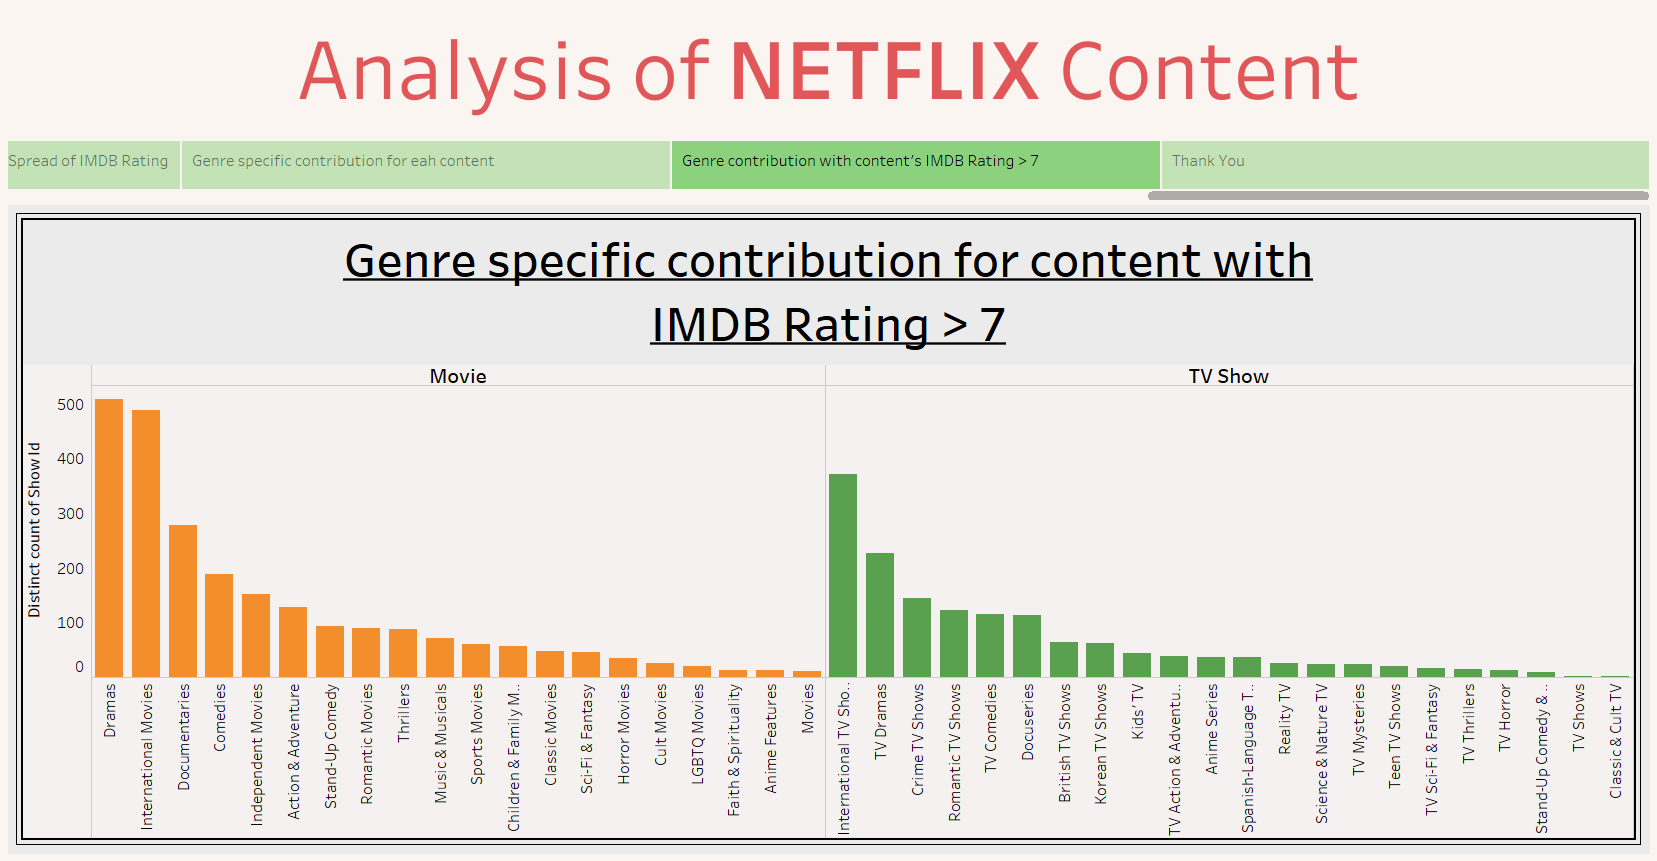 Analysis of NETFLIX Content
Spread of IMDB Rating
Genre specific contribution for eah content
Genre contribution with content's IMDB Rating > 7
Thank You
Genre specific contribution for content with
IMDB Rating > 7
Movie
TV Show
Distinct count of Show Id
500
400
300
200
100
0
Dramas
International Movies
Documentaries
Comedies
Independent Movies
Action & Adventure
Stand-Up Comedy
Romantic Movies
Thrillers
Music & Musicals
Sports Movies
Children & Family M..
Classic Movies
Sci-Fi & Fantasy
Horror Movies
Cult Movies
LGBTQ Movies
Faith & Spirituality
Anime Features
Movies
International TV Sho..
TV Dramas
Crime TV Shows
Romantic TV Shows
TV Comedies
Docuseries
British TV Shows
Korean TV Shows
Kids' TV
TV Action & Adventu..
Anime Series
Spanish-Language T..
Reality TV
Science & Nature TV
TV Mysteries
Teen TV Shows
TV Sci-Fi & Fantasy
TV Thrillers
TV Horror
Stand-Up Comedy & ..
TV Shows
Classic & Cult TV